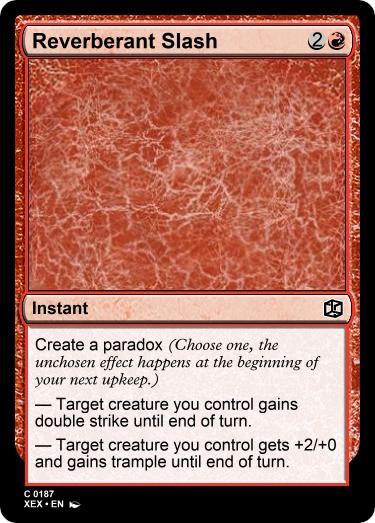 Reverberant Slash 2
Instant
Create a paradox (Choose one, the
unchosen effect happens at the beginning of
your next upkeep.)
— Target creature you control gains
double strike until end of turn.
— Target creature you control gets +2/+0
and gains trample until end of turn.
C 0187
XEX • EN